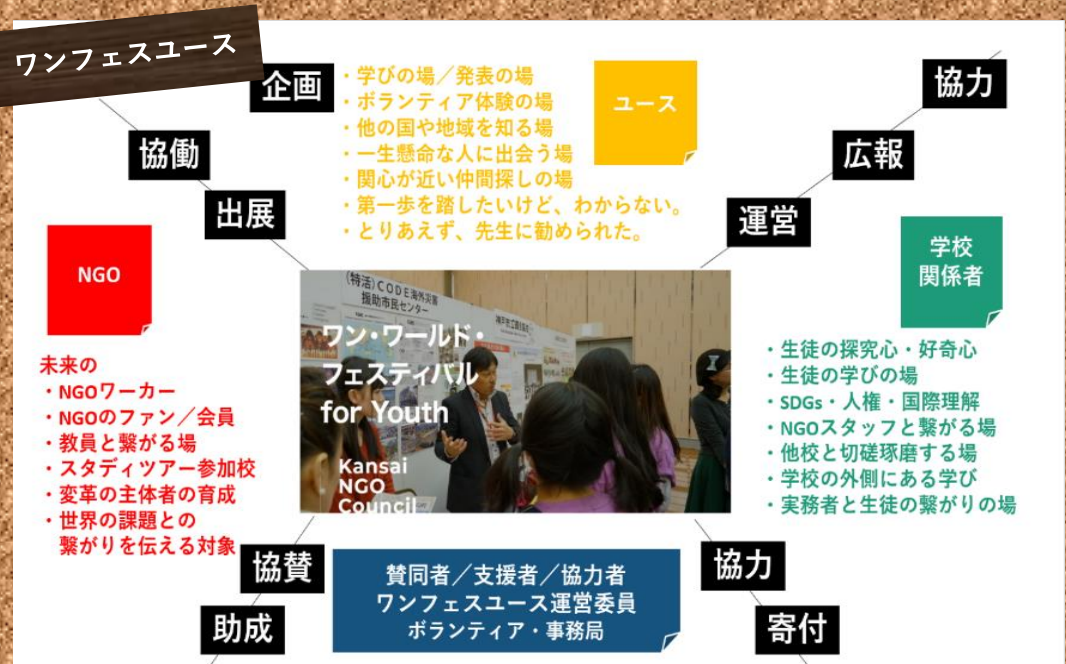 ワンフェスユース
企画
・学びの場／発表の場
・ボランティア体験の場
・他の国や地域を知る場
・一生懸命な人に出会う場
・関心が近い仲間探しの場
・第一歩を踏したいけど、わからない。
・とりあえず、先生に勧められた。
ユース
協力
広報
運営
協働
出展
NGO
未来の
・NGOワーカー
・NGOのファン／会員
・教員と繋がる場
・スタディツアー参加校
・変革の主体者の育成
・世界の課題との
繋がりを伝える対象
(特活)CODE海外災害
援助市民センター
ワン・ワールド・
フェスティバル
for Youth
Kansai
NGO
Council
学校
関係者
・生徒の探究心・好奇心
・生徒の学びの場
・SDGs・人権・国際理解
・NGOスタッフと繋がる場
・他校と切磋琢磨する場
・学校の外側にある学び
・実務者と生徒の繋がりの場
協賛
助成
賛同者／支援者／協力者
ワンフェスユース運営委員
ボランティア・事務局
協力
寄付